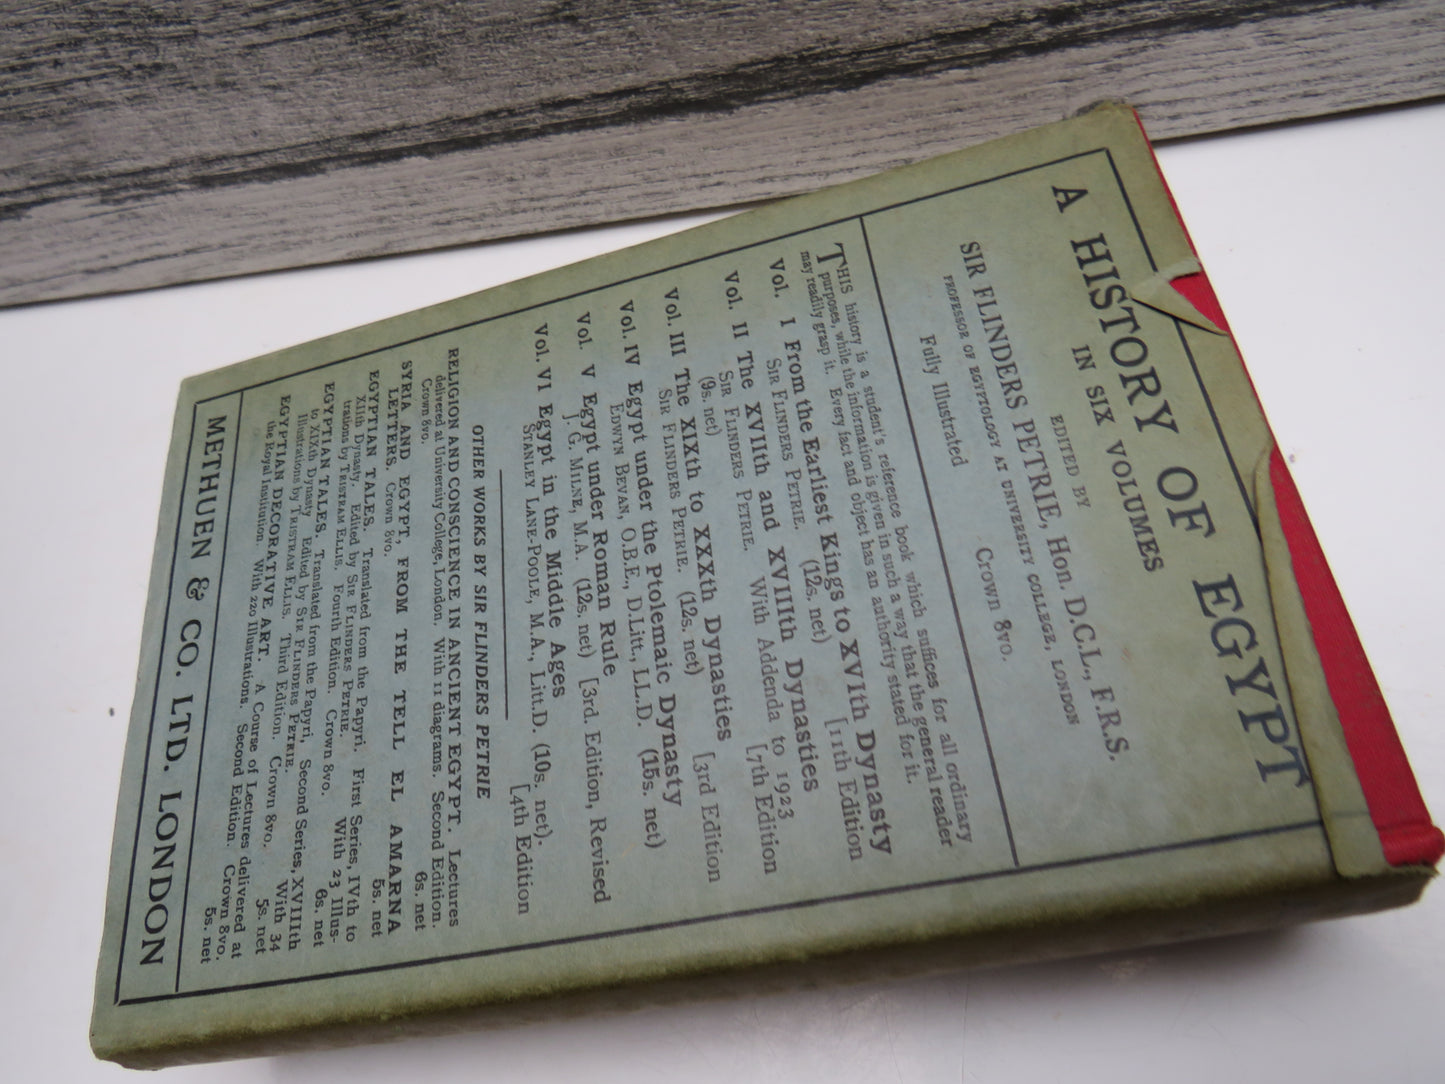 A HISTORY OF EGYPT
IN SIX VOLUMES
EDITED BY
SIR FLINDERS PETRIE, Hon. D.C.L., F.R.S.
PROFESSOR OF EGYPTOLOGY AT UNIVERSITY COLLEGE, LONDON
Fully Illustrated Crown 8vo.
THIS history is a student's reference book which suffices for all ordinary
purposes, while the information is given in such a way that the general reader
may readily grasp it. Every fact and object has an authority stated for it.
Vol. I From the Earliest Kings to XVIth Dynasty
SIR FLINDERS PETRIE. (12s. net) [11th Edition
Vol. II The XVIIth and XVIIIth Dynasties
SIR FLINDERS PETRIE. With Addenda to 1923
(9s. net) [7th Edition
Vol. III The XIXth to XXXth Dynasties
SIR FLINDERS PETRIE. (12s. net) [3rd Edition
Vol. IV Egypt under the Ptolemaic Dynasty
EDWYN BEVAN, O.B.E., D.Litt., LL.D. (15s. net)
Vol. V Egypt under Roman Rule
J. G. MILNE, M.A. (12s. net) [3rd. Edition, Revised
Vol. VI Egypt in the Middle Ages
STANLEY LANE-POOLE, M.A., Litt.D. (10s. net).
[4th Edition
OTHER WORKS BY SIR FLINDERS PETRIE
RELIGION AND CONSCIENCE IN ANCIENT EGYPT. Lectures
delivered at University College, London. With 11 diagrams. Second Edition.
Crown 8vo. 6s. net
SYRIA AND EGYPT, FROM THE TELL EL AMARNA
LETTERS. Crown 8vo. 5s. net
EGYPTIAN TALES. Translated from the Papyri. First Series, IVth to
XIIth Dynasty. Edited by SIR FLINDERS PETRIE. With 23 Illus-
trations by TRISTRAM ELLIS. Fourth Edition. Crown 8vo. 6s. net
EGYPTIAN TALES. Translated from the Papyri, Second Series, XVIIIth
to XIXth Dynasty Edited by SIR FLINDERS PETRIE. With 34
Illustrations by TRISTRAM ELLIS. Third Edition. Crown 8vo. 5s. net
EGYPTIAN DECORATIVE ART. A Course of Lectures delivered at
the Royal Institution. With 220 Illustrations. Second Edition. Crown 8vo.
5s. net
METHUEN & CO. LTD. LONDON